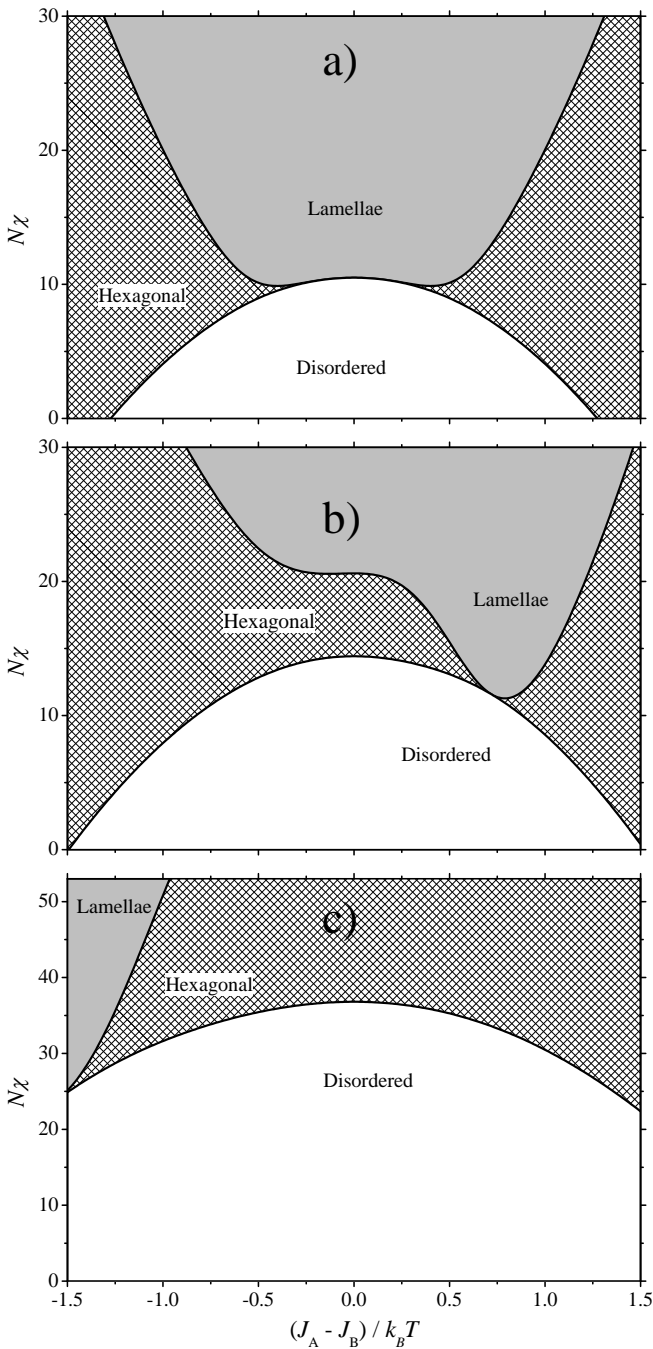 30
a)
20
Nχ
Lamellae
10
Hexagonal
Disordered
0
30
b)
20
Lamellae
Hexagonal
Nχ
10
Disordered
0
50
Lamellae
c)
40
Hexagonal
30
Nχ
Disordered
20
10
0
-1.5 -1.0 -0.5 0.0 0.5 1.0 1.5
(J_A - J_B) / k_BT